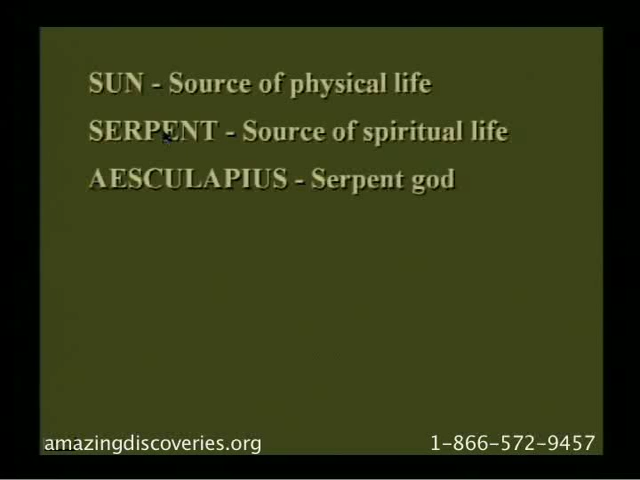 SUN - Source of physical life
SERPENT - Source of spiritual life
AESCULAPIUS - Serpent god
amazingdiscoveries.org 1-866-572-9457